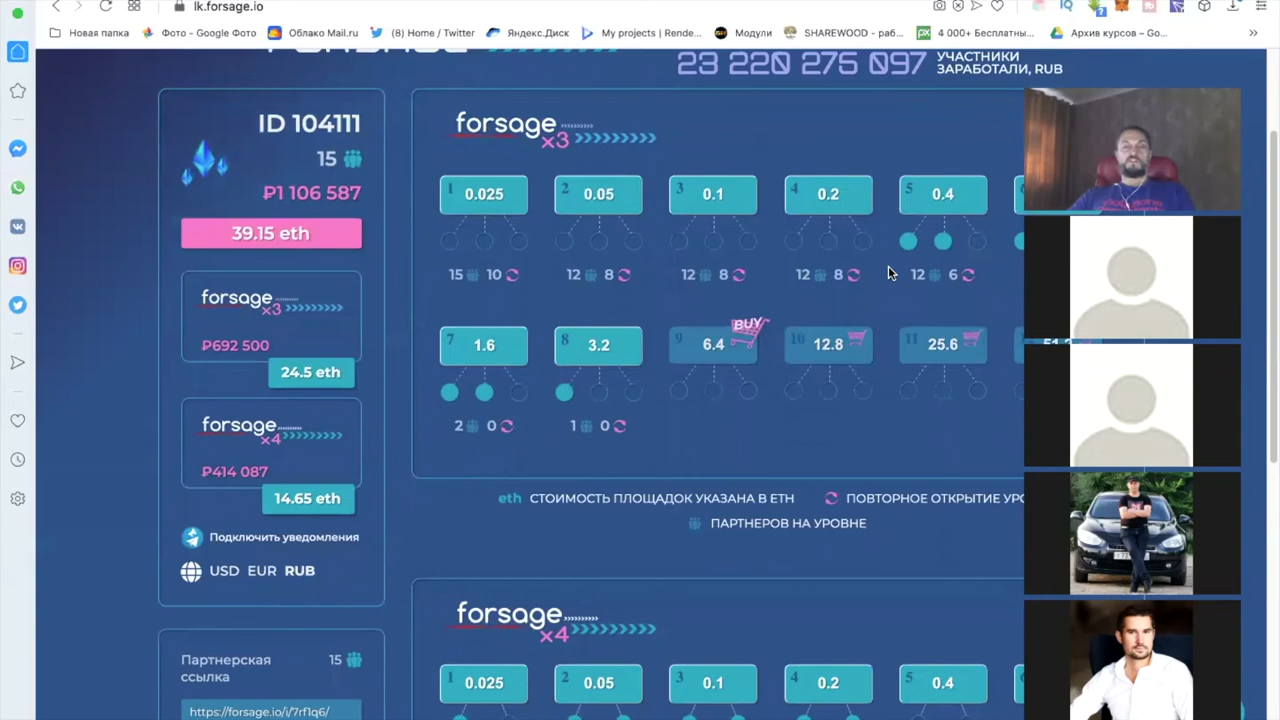 lk.forsage.io
Новая папка
Фото - Google Фото
Облако Mail.ru
(8) Home / Twitter
Яндекс.Диск
My projects | Rende...
Модули
SHAREWOOD - раб...
4 000+ Бесплатны...
Архив курсов – Go...
23 220 275 097
УЧАСТНИКИ
ЗАРАБОТАЛИ, RUB
ID 104111
15
₽1 106 587
39.15 eth
forsage
x3
₽692 500
24.5 eth
forsage
x4
₽414 087
14.65 eth
Подключить уведомления
USD EUR RUB
Партнерская 15
ссылка
https://forsage.io/i/7rf1q6/
forsage
x3
1 0.025
2 0.05
3 0.1
4 0.2
5 0.4
15 10
12 8
12 8
12 8
12 6
BUY
7 1.6
8 3.2
9 6.4
10 12.8
11 25.6
51.2
2 0
1 0
eth СТОИМОСТЬ ПЛОЩАДОК УКАЗАНА В ETH
ПОВТОРНОЕ ОТКРЫТИЕ УРО
ПАРТНЕРОВ НА УРОВНЕ
forsage
x4
1 0.025
2 0.05
3 0.1
4 0.2
5 0.4